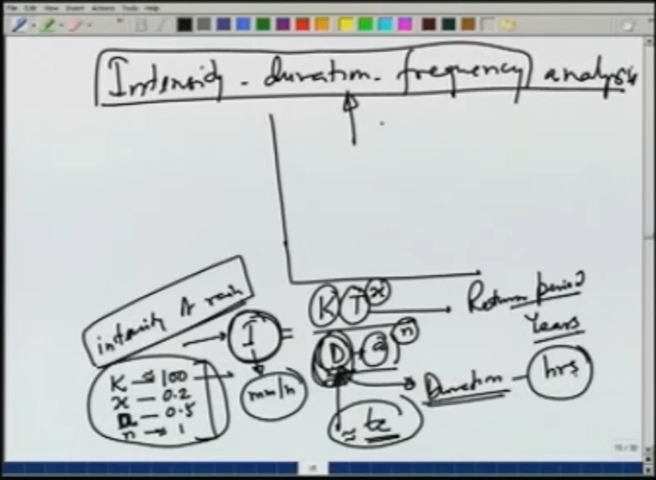 Intensity - duration - frequency analysis
intensity of rain
I = K T^x
(D + a)^n
Return period
Years
Duration - hrs
mm/h
≈ tc
K ≈ 100
x — 0.2
a — 0.5
n → 1